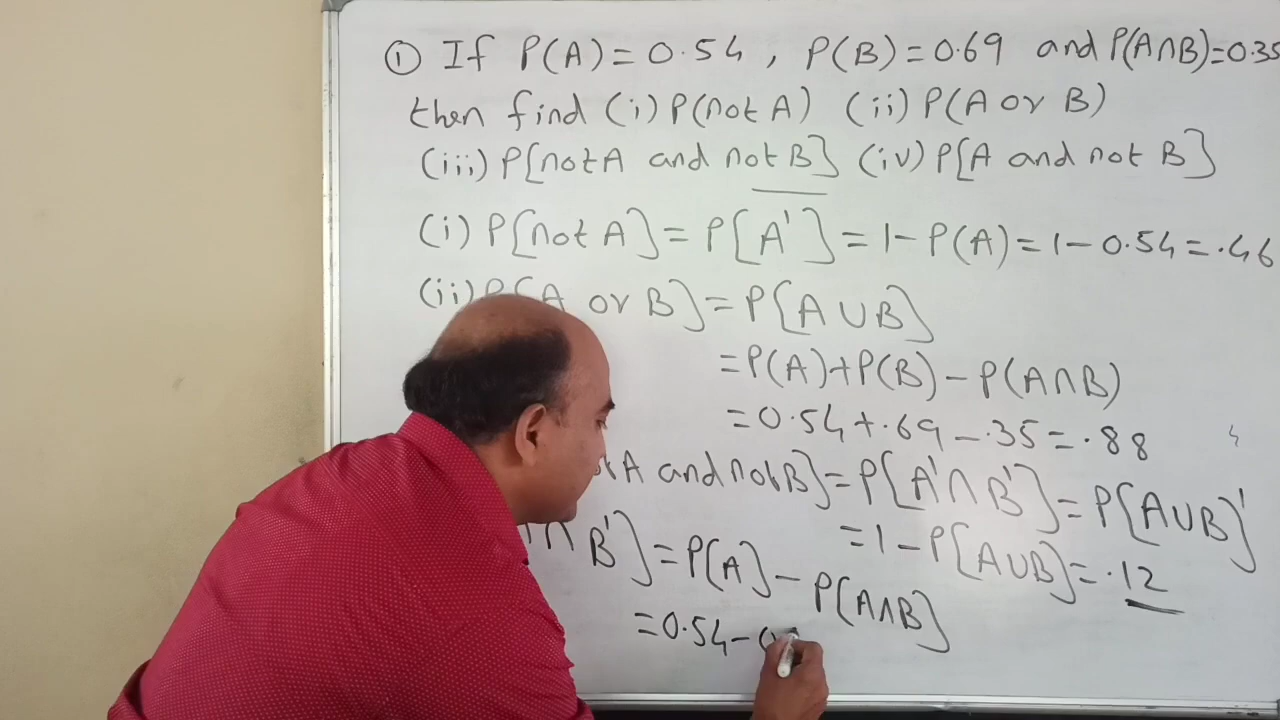 ① If P(A)=0.54, P(B)=0.69 and P(A∩B)=0.35
then find (i) P(not A) (ii) P(A or B)
(iii) P[not A and not B] (iv) P[A and not B]
(i) P[not A]=P[A']=1-P(A)=1-0.54=.46
(ii) P[A or B]=P[A∪B]
=P(A)+P(B)-P(A∩B)
=0.54+.69-.35=.88
A and not B]=P[A'∩B']=P[A∪B]'
=1-P[A∪B]=.12
∩B']=P[A]-P[A∩B]
=0.54-0